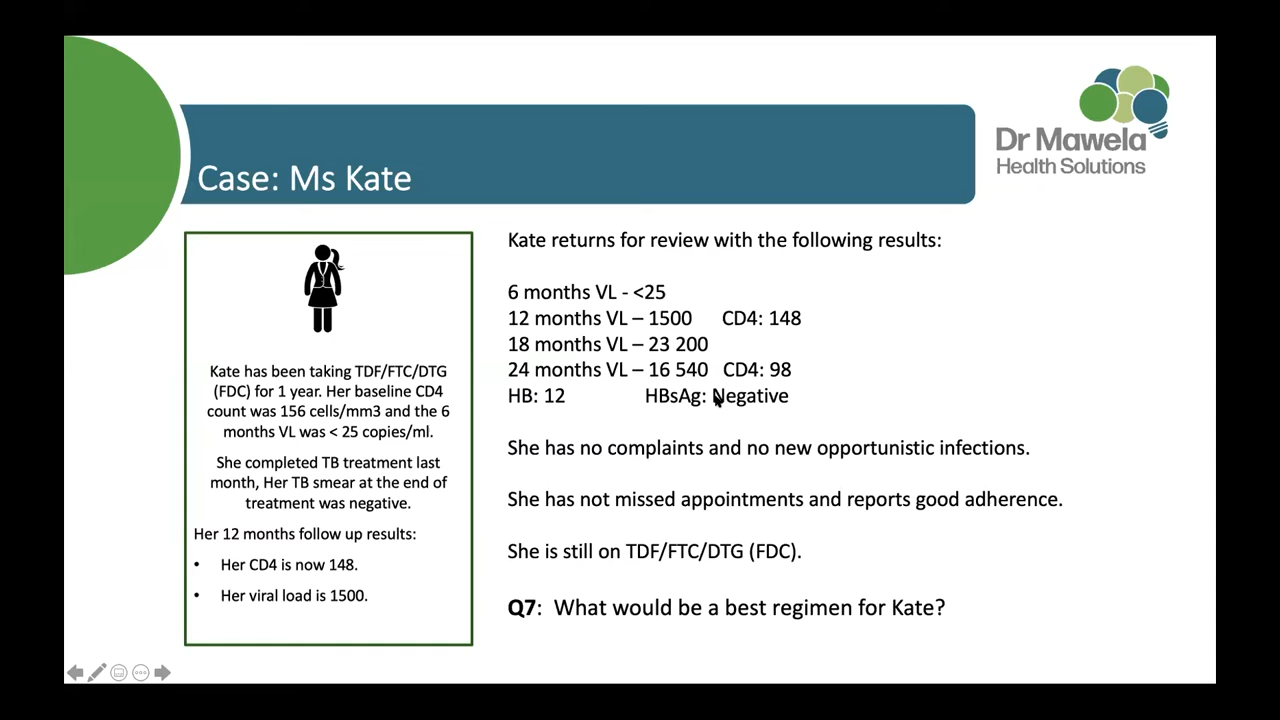 Dr Mawela
Health Solutions
Case: Ms Kate
Kate has been taking TDF/FTC/DTG
(FDC) for 1 year. Her baseline CD4
count was 156 cells/mm3 and the 6
months VL was < 25 copies/ml.
She completed TB treatment last
month, Her TB smear at the end of
treatment was negative.
Her 12 months follow up results:
• Her CD4 is now 148.
• Her viral load is 1500.
Kate returns for review with the following results:
6 months VL - <25
12 months VL – 1500 CD4: 148
18 months VL – 23 200
24 months VL – 16 540 CD4: 98
HB: 12 HBsAg: Negative
She has no complaints and no new opportunistic infections.
She has not missed appointments and reports good adherence.
She is still on TDF/FTC/DTG (FDC).
Q7: What would be a best regimen for Kate?